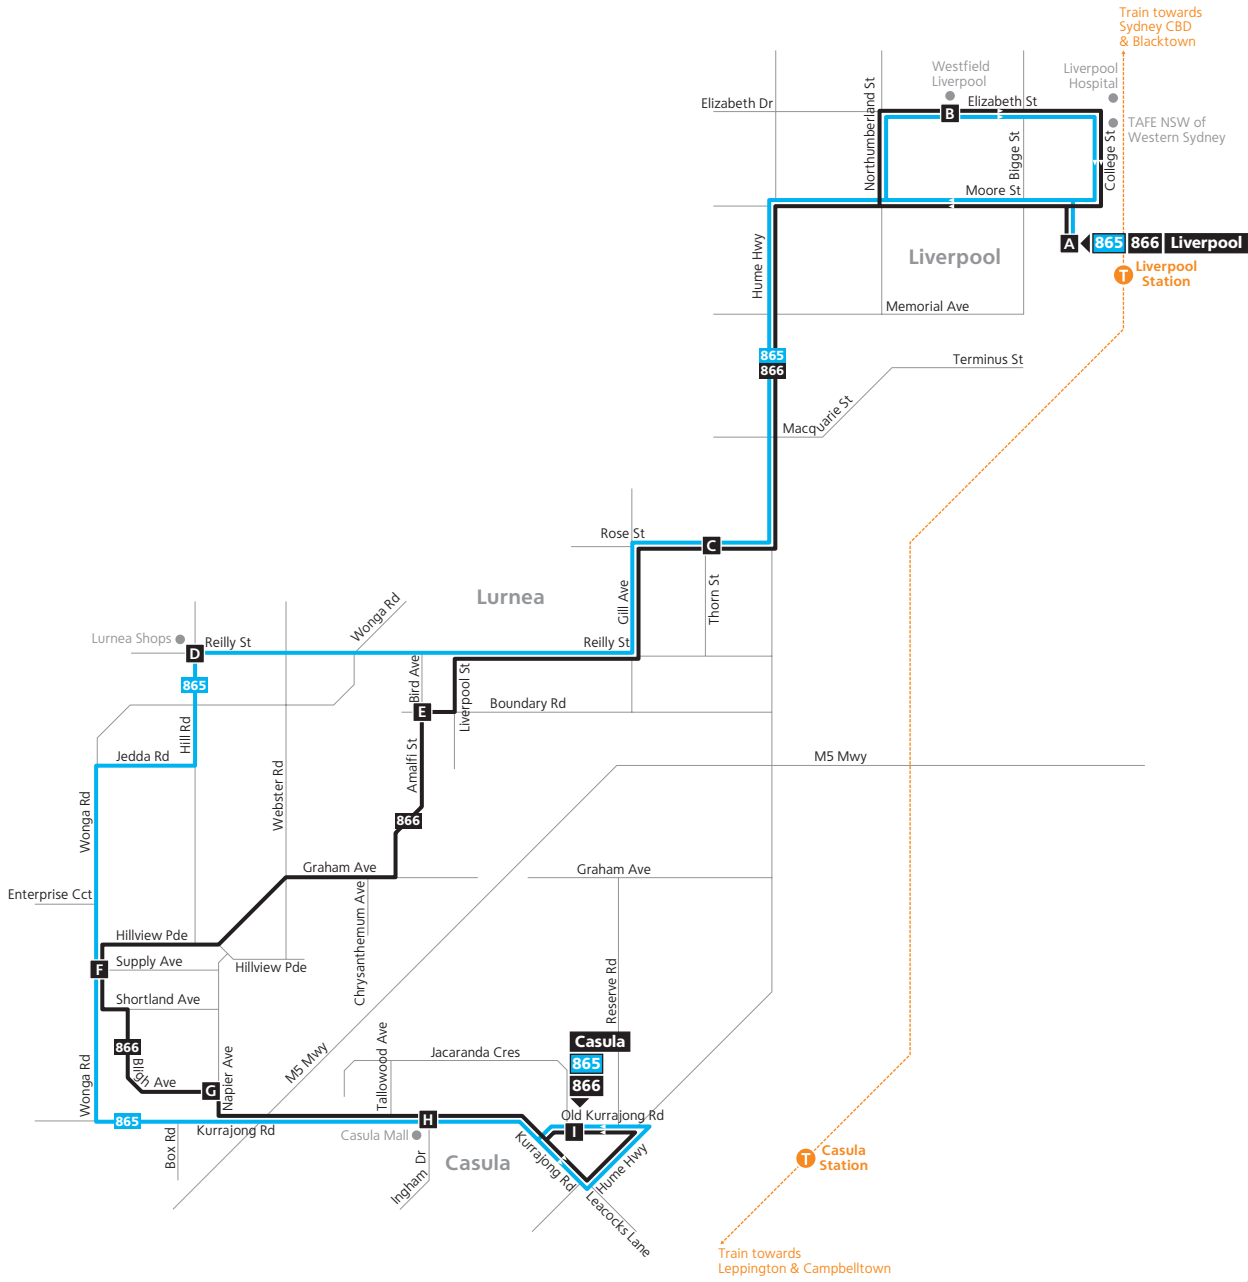 Train towards
Sydney CBD
& Blacktown
Westfield
Liverpool
Liverpool
Hospital
Elizabeth Dr
Elizabeth St
B
TAFE NSW of
Western Sydney
Northumberland St
Bigge St
College St
Moore St
A
865 866 Liverpool
Liverpool
Hume Hwy
T
Liverpool
Station
Memorial Ave
865
866
Terminus St
Macquarie St
Rose St
C
Gill Ave
Thorn St
Lurnea
Wonga Rd
Lurnea Shops
Reilly St
Reilly St
D
865
Bird Ave
Liverpool St
Boundary Rd
E
Hill Rd
Amalfi St
Jedda Rd
M5 Mwy
Webster Rd
Wonga Rd
866
Graham Ave
Graham Ave
Enterprise Cct
Chrysanthemum Ave
Hillview Pde
Supply Ave
Hillview Pde
F
Reserve Rd
Shortland Ave
866
Casula
865
866
Bligh Ave
Napier Ave
M5 Mwy
Tallowood Ave
Jacaranda Cres
Wonga Rd
G
Old Kurrajong Rd
865
Kurrajong Rd
H
I
Casula Mall
Box Rd
Ingham Dr
Casula
Kurrajong Rd
Hume Hwy
Leacocks Lane
T
Casula
Station
Train towards
Leppington & Campbelltown